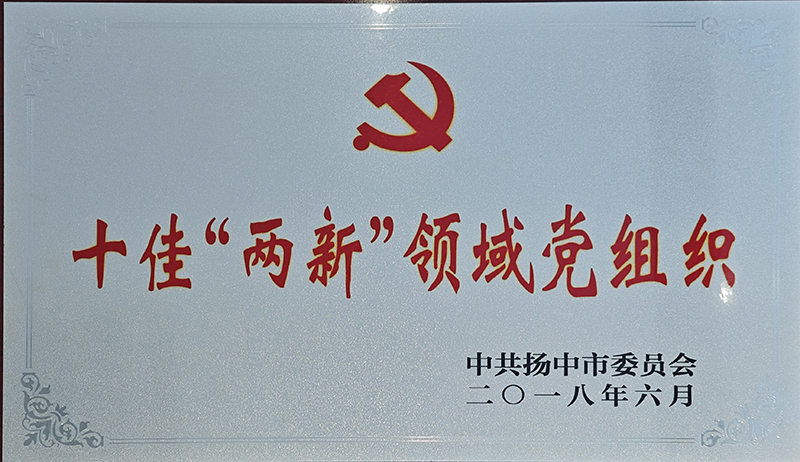 十佳“两新”领域党组织
中共扬中市委员会
二〇一八年六月